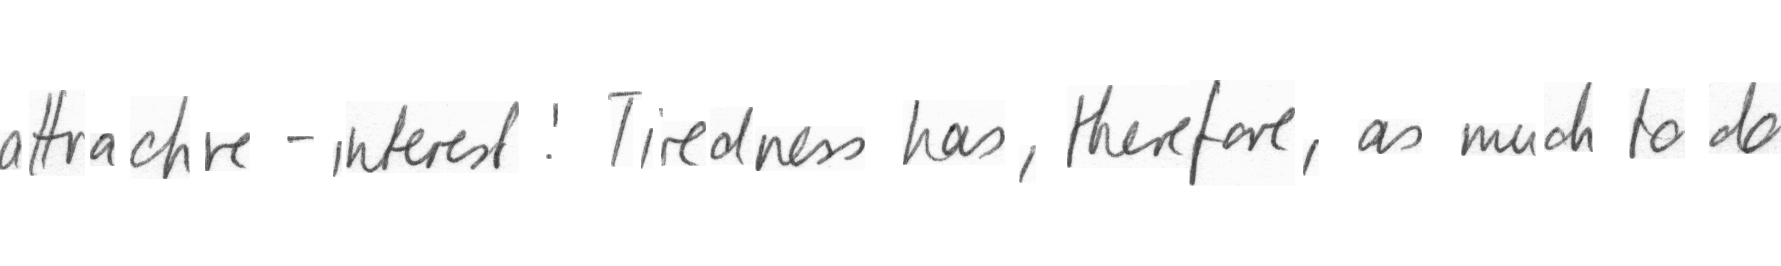 attractive - interest ! Tiredness has , therefore , as much to do